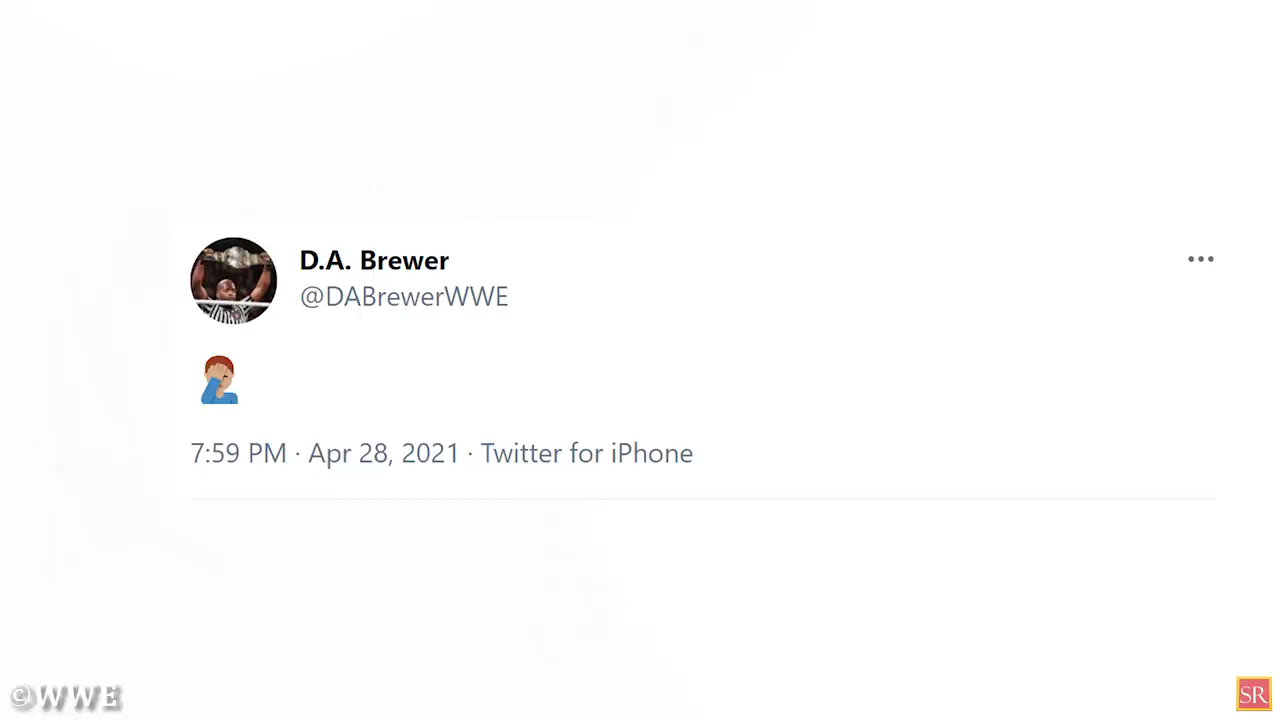 D.A. Brewer
@DABrewerWWE
7:59 PM · Apr 28, 2021 · Twitter for iPhone
©WWE
SR